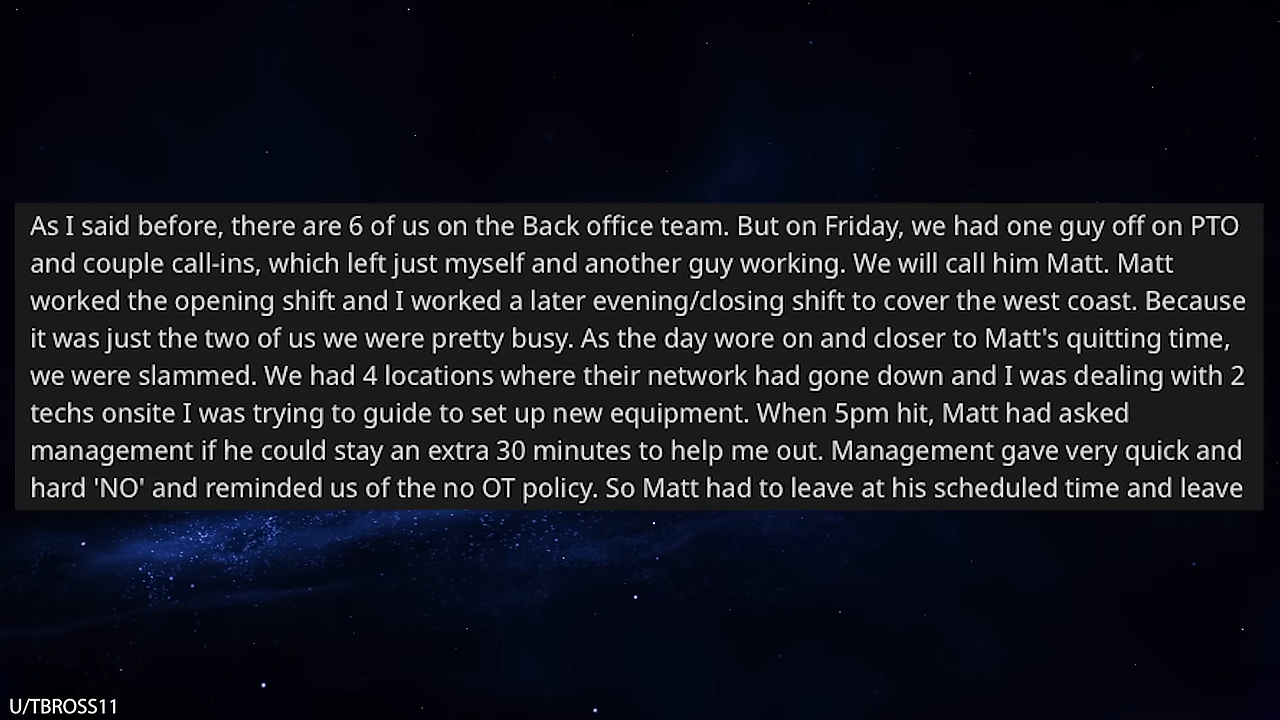 As I said before, there are 6 of us on the Back office team. But on Friday, we had one guy off on PTO
and couple call-ins, which left just myself and another guy working. We will call him Matt. Matt
worked the opening shift and I worked a later evening/closing shift to cover the west coast. Because
it was just the two of us we were pretty busy. As the day wore on and closer to Matt's quitting time,
we were slammed. We had 4 locations where their network had gone down and I was dealing with 2
techs onsite I was trying to guide to set up new equipment. When 5pm hit, Matt had asked
management if he could stay an extra 30 minutes to help me out. Management gave very quick and
hard 'NO' and reminded us of the no OT policy. So Matt had to leave at his scheduled time and leave
U/TBROSS11